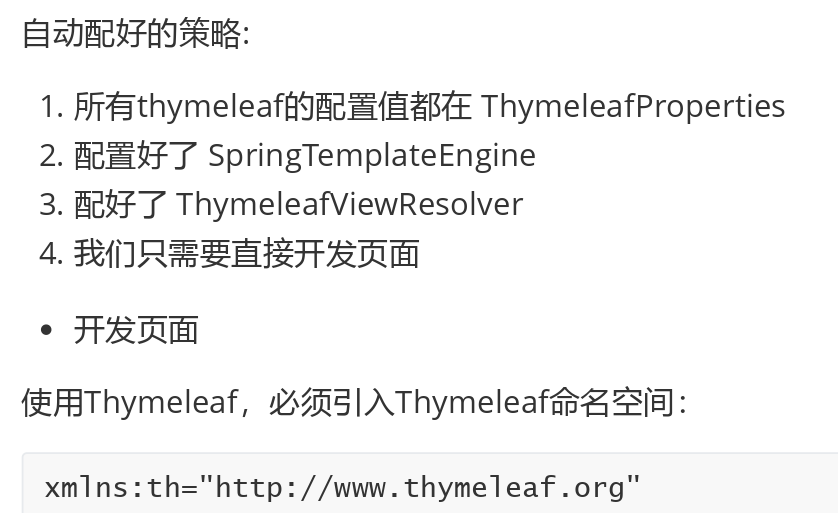 自动配好的策略:
1. 所有thymeleaf的配置值都在 ThymeleafProperties
2. 配置好了 SpringTemplateEngine
3. 配好了 ThymeleafViewResolver
4. 我们只需要直接开发页面
• 开发页面
使用Thymeleaf，必须引入Thymeleaf命名空间：
xmlns:th="http://www.thymeleaf.org"